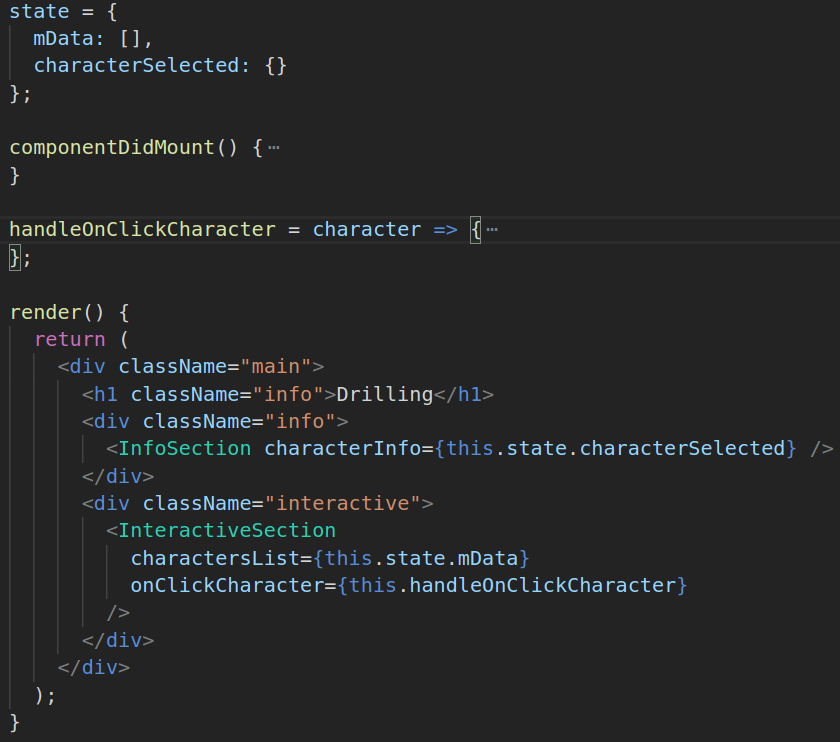 state = {
  mData: [],
  characterSelected: {}
};

componentDidMount() {⋯
}

handleOnClickCharacter = character => {⋯
};

render() {
  return (
    <div className="main">
      <h1 className="info">Drilling</h1>
      <div className="info">
        <InfoSection characterInfo={this.state.characterSelected} />
      </div>
      <div className="interactive">
        <InteractiveSection
          charactersList={this.state.mData}
          onClickCharacter={this.handleOnClickCharacter}
        />
      </div>
    </div>
  );
}